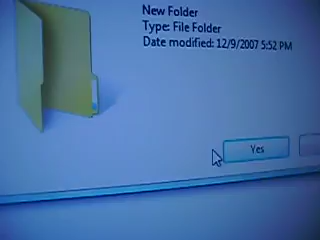 New Folder
Type: File Folder
Date modified: 12/9/2007 5:52 PM
Yes